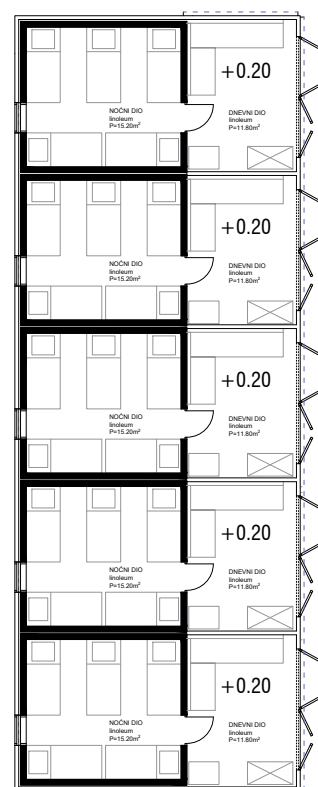 +0.20
NOĆNI DIO
linoleum
P=15.20m²
DNEVNI DIO
linoleum
P=11.80m²
+0.20
NOĆNI DIO
linoleum
P=15.20m²
DNEVNI DIO
linoleum
P=11.80m²
+0.20
NOĆNI DIO
linoleum
P=15.20m²
DNEVNI DIO
linoleum
P=11.80m²
+0.20
NOĆNI DIO
linoleum
P=15.20m²
DNEVNI DIO
linoleum
P=11.80m²
+0.20
NOĆNI DIO
linoleum
P=15.20m²
DNEVNI DIO
linoleum
P=11.80m²